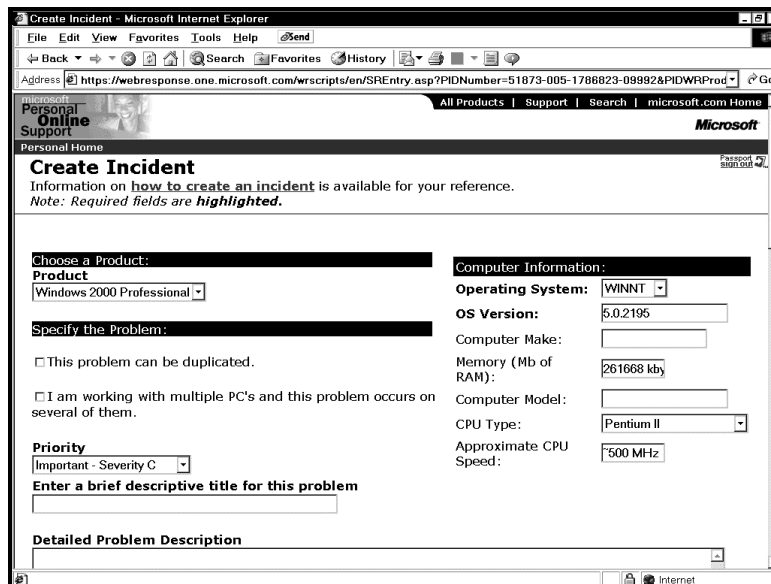 Create Incident - Microsoft Internet Explorer
File Edit View Favorites Tools Help Send
Back Search Favorites History
Address https://webresponse.one.microsoft.com/wrscripts/en/SREntry.asp?PIDNumber=51873-005-1786823-09992&PIDWRProd
microsoft
Personal
Online
Support
All Products | Support | Search | microsoft.com Home
Microsoft
Personal Home
Create Incident
Passport
sign out
Information on how to create an incident is available for your reference.
Note: Required fields are highlighted.
Choose a Product:
Product
Windows 2000 Professional
Specify the Problem:
This problem can be duplicated.
I am working with multiple PC's and this problem occurs on
several of them.
Priority
Important - Severity C
Enter a brief descriptive title for this problem
Detailed Problem Description
Computer Information:
Operating System: WINNT
OS Version: 5.0.2195
Computer Make:
Memory (Mb of
RAM): 261668 kby
Computer Model:
CPU Type: Pentium II
Approximate CPU
Speed: ~500 MHz
Internet